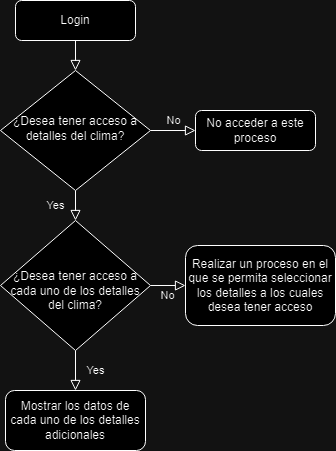 Login
¿Desea tener acceso a
detalles del clima?
No
No acceder a este
proceso
Yes
¿Desea tener acceso a
cada uno de los detalles
del clima?
No
Realizar un proceso en el
que se permita seleccionar
los detalles a los cuales
desea tener acceso
Yes
Mostrar los datos de
cada uno de los detalles
adicionales